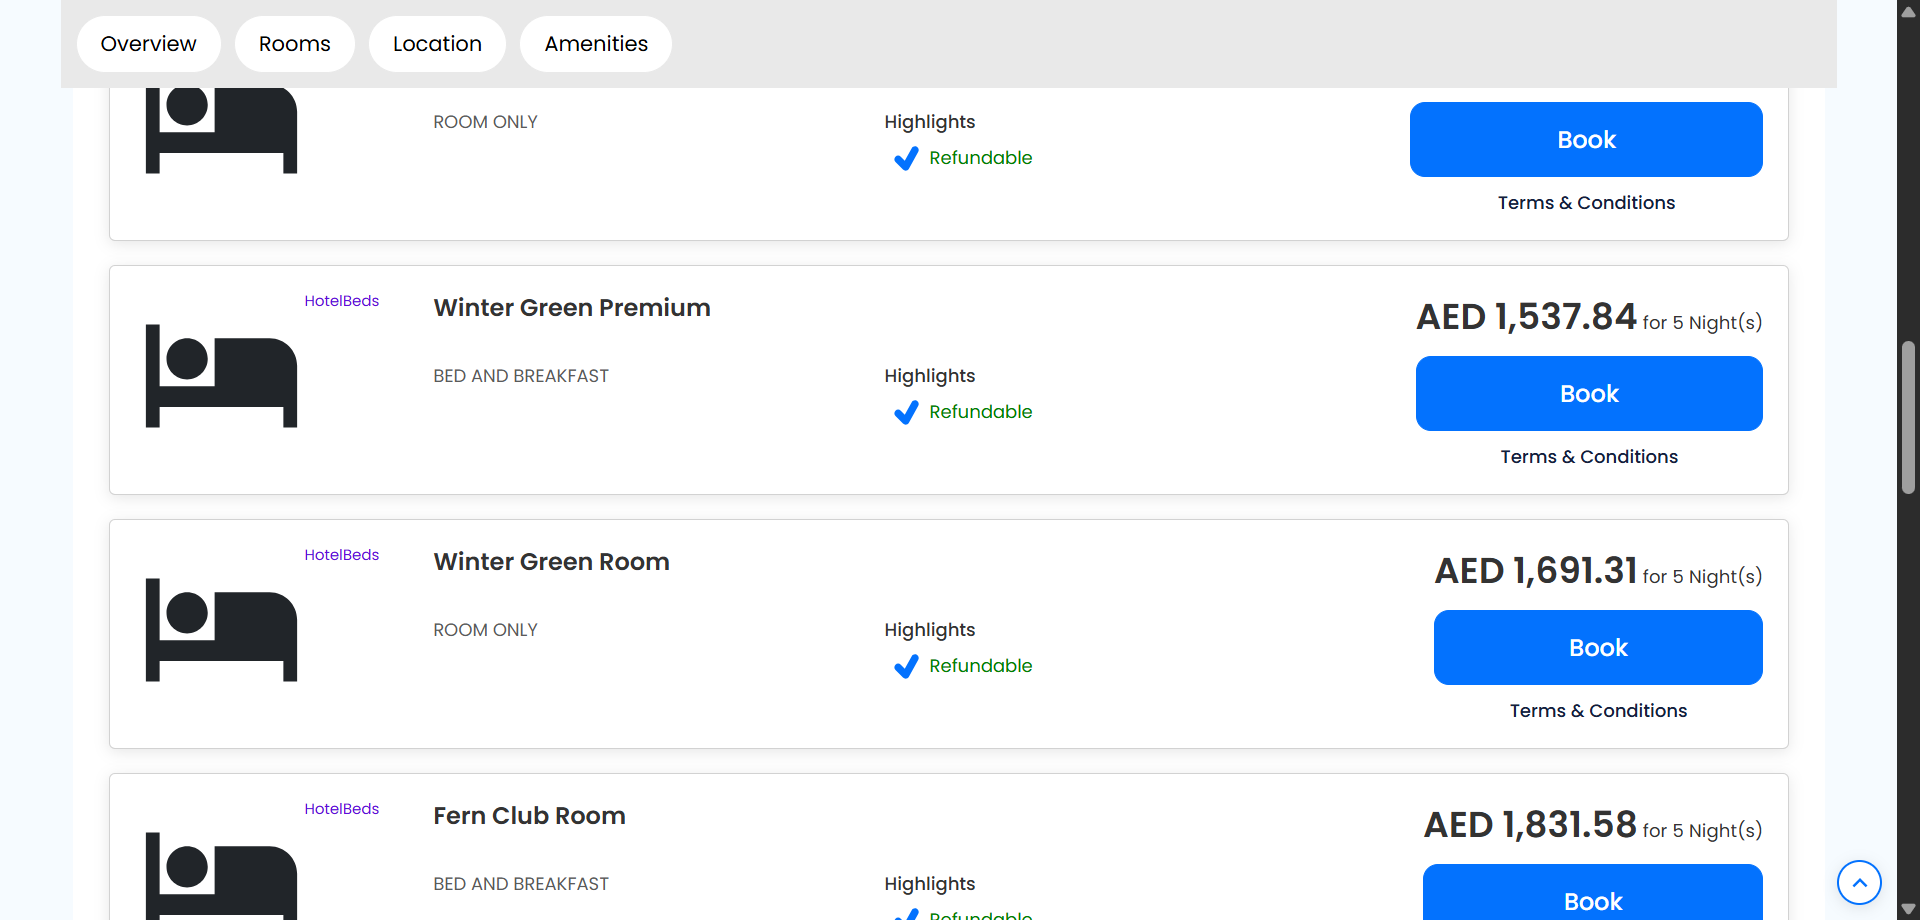 Overview Rooms Location Amenities
ROOM ONLY
Highlights
Refundable
Book
Terms & Conditions
HotelBeds
Winter Green Premium
AED 1,537.84 for 5 Night(s)
BED AND BREAKFAST
Highlights
Refundable
Book
Terms & Conditions
HotelBeds
Winter Green Room
AED 1,691.31 for 5 Night(s)
ROOM ONLY
Highlights
Refundable
Book
Terms & Conditions
HotelBeds
Fern Club Room
AED 1,831.58 for 5 Night(s)
BED AND BREAKFAST
Highlights
Refundable
Book